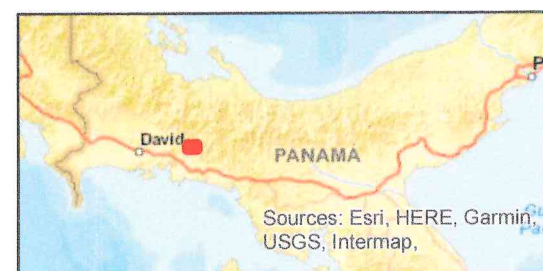 P
David
PANAMA
Sources: Esri, HERE, Garmin,
USGS, Intermap,